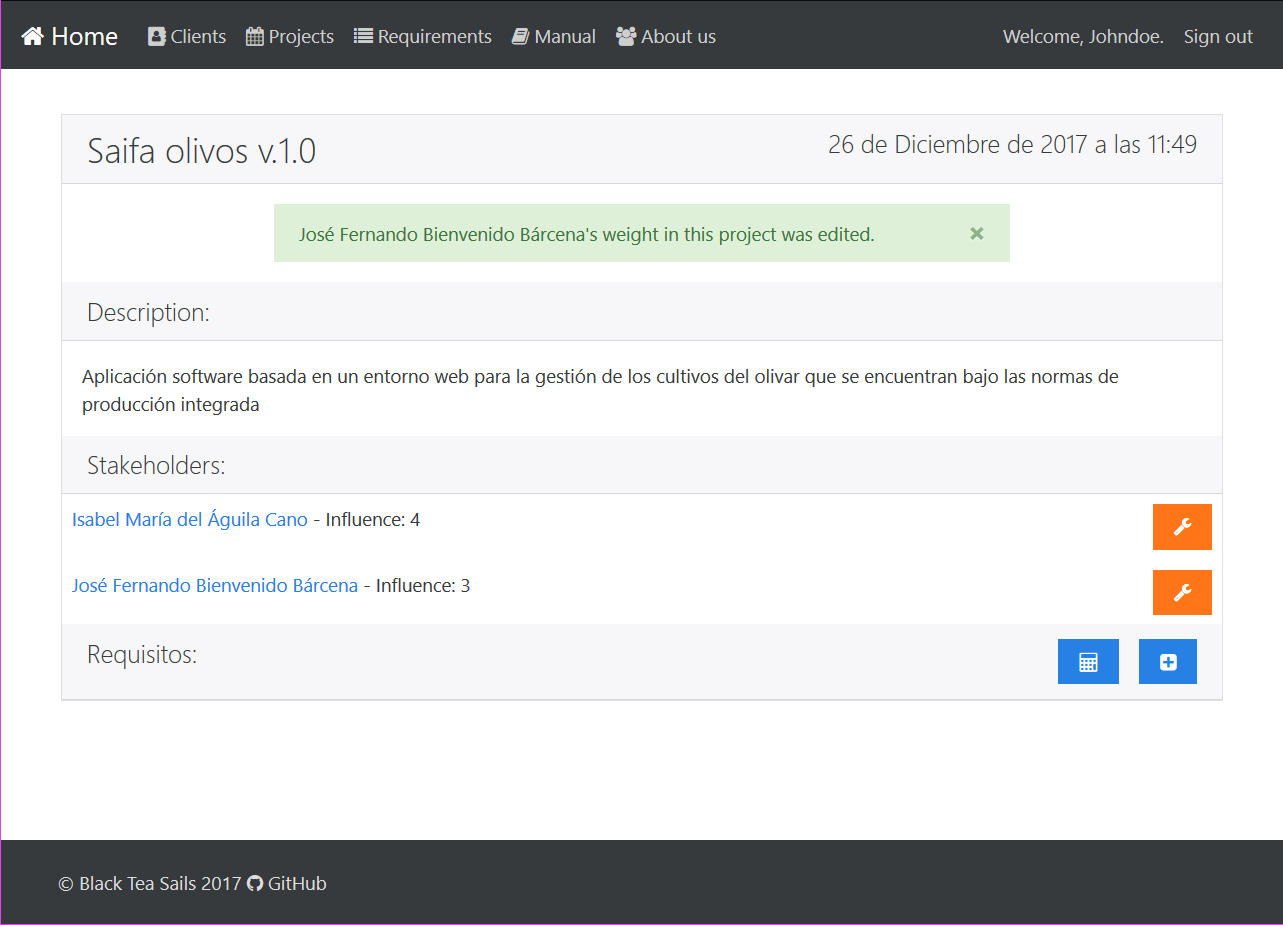 Home Clients Projects Requirements Manual About us Welcome, Johndoe. Sign out
Saifa olivos v.1.0
26 de Diciembre de 2017 a las 11:49
José Fernando Bienvenido Bárcena's weight in this project was edited. ×
Description:
Aplicación software basada en un entorno web para la gestión de los cultivos del olivar que se encuentran bajo las normas de
producción integrada
Stakeholders:
Isabel María del Águila Cano - Influence: 4
José Fernando Bienvenido Bárcena - Influence: 3
Requisitos:
© Black Tea Sails 2017 GitHub